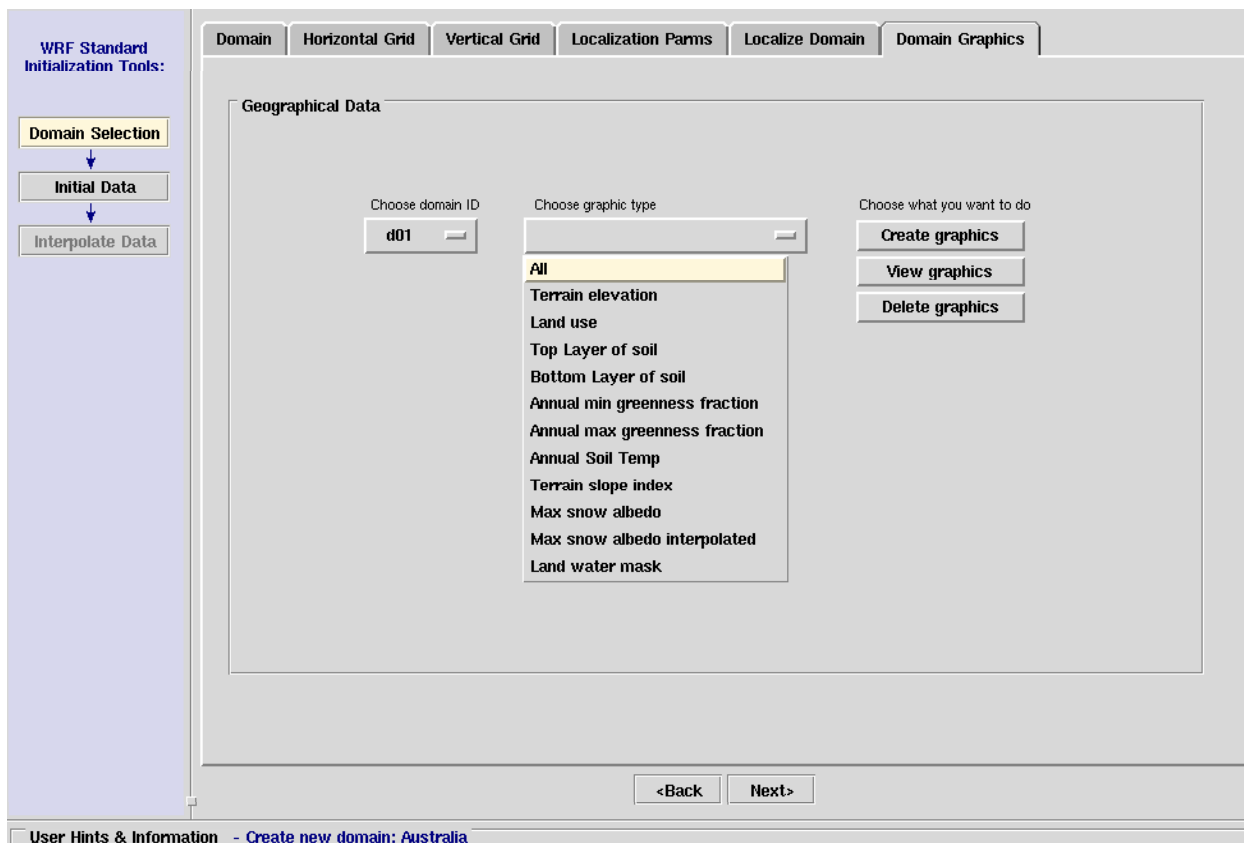 WRF Standard
Initialization Tools:
Domain Selection
Initial Data
Interpolate Data
Domain
Horizontal Grid
Vertical Grid
Localization Parms
Localize Domain
Domain Graphics
Geographical Data
Choose domain ID
d01
Choose graphic type
All
Terrain elevation
Land use
Top Layer of soil
Bottom Layer of soil
Annual min greenness fraction
Annual max greenness fraction
Annual Soil Temp
Terrain slope index
Max snow albedo
Max snow albedo interpolated
Land water mask
Choose what you want to do
Create graphics
View graphics
Delete graphics
<Back
Next>
User Hints & Information - Create new domain: Australia